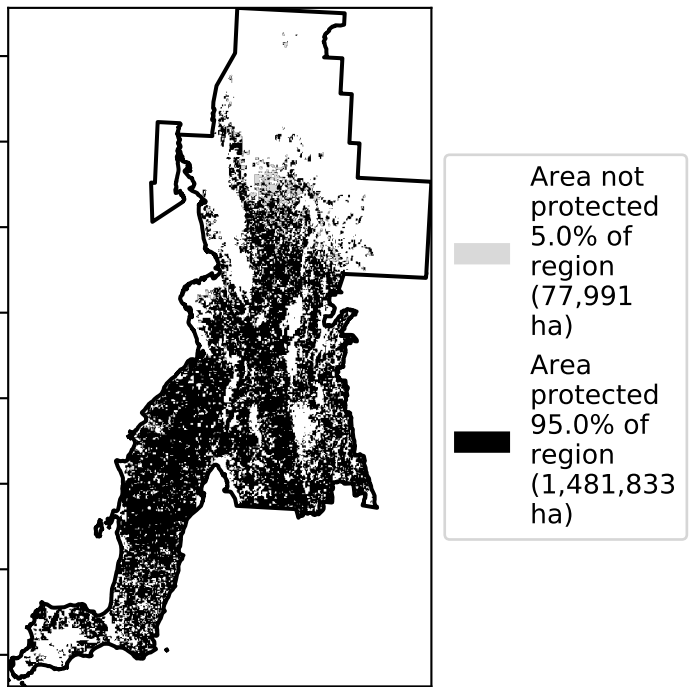 Area not
protected
5.0% of
region
(77,991
ha)
Area
protected
95.0% of
region
(1,481,833
ha)